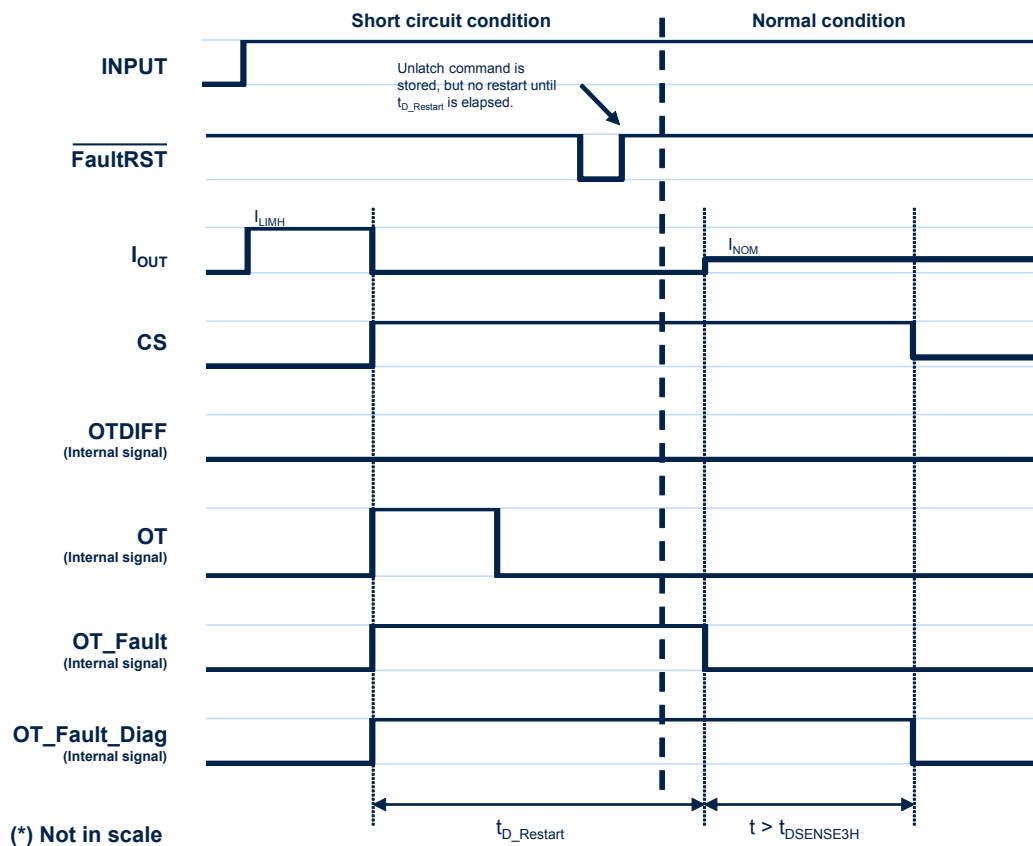 Short circuit condition
Normal condition
INPUT
Unlatch command is
stored, but no restart until
tD_Restart is elapsed.
FaultRST
ILIMH
IOUT
INOM
CS
OTDIFF
(Internal signal)
OT
(Internal signal)
OT_Fault
(Internal signal)
OT_Fault_Diag
(Internal signal)
tD_Restart
t > tDSENSE3H
(*) Not in scale